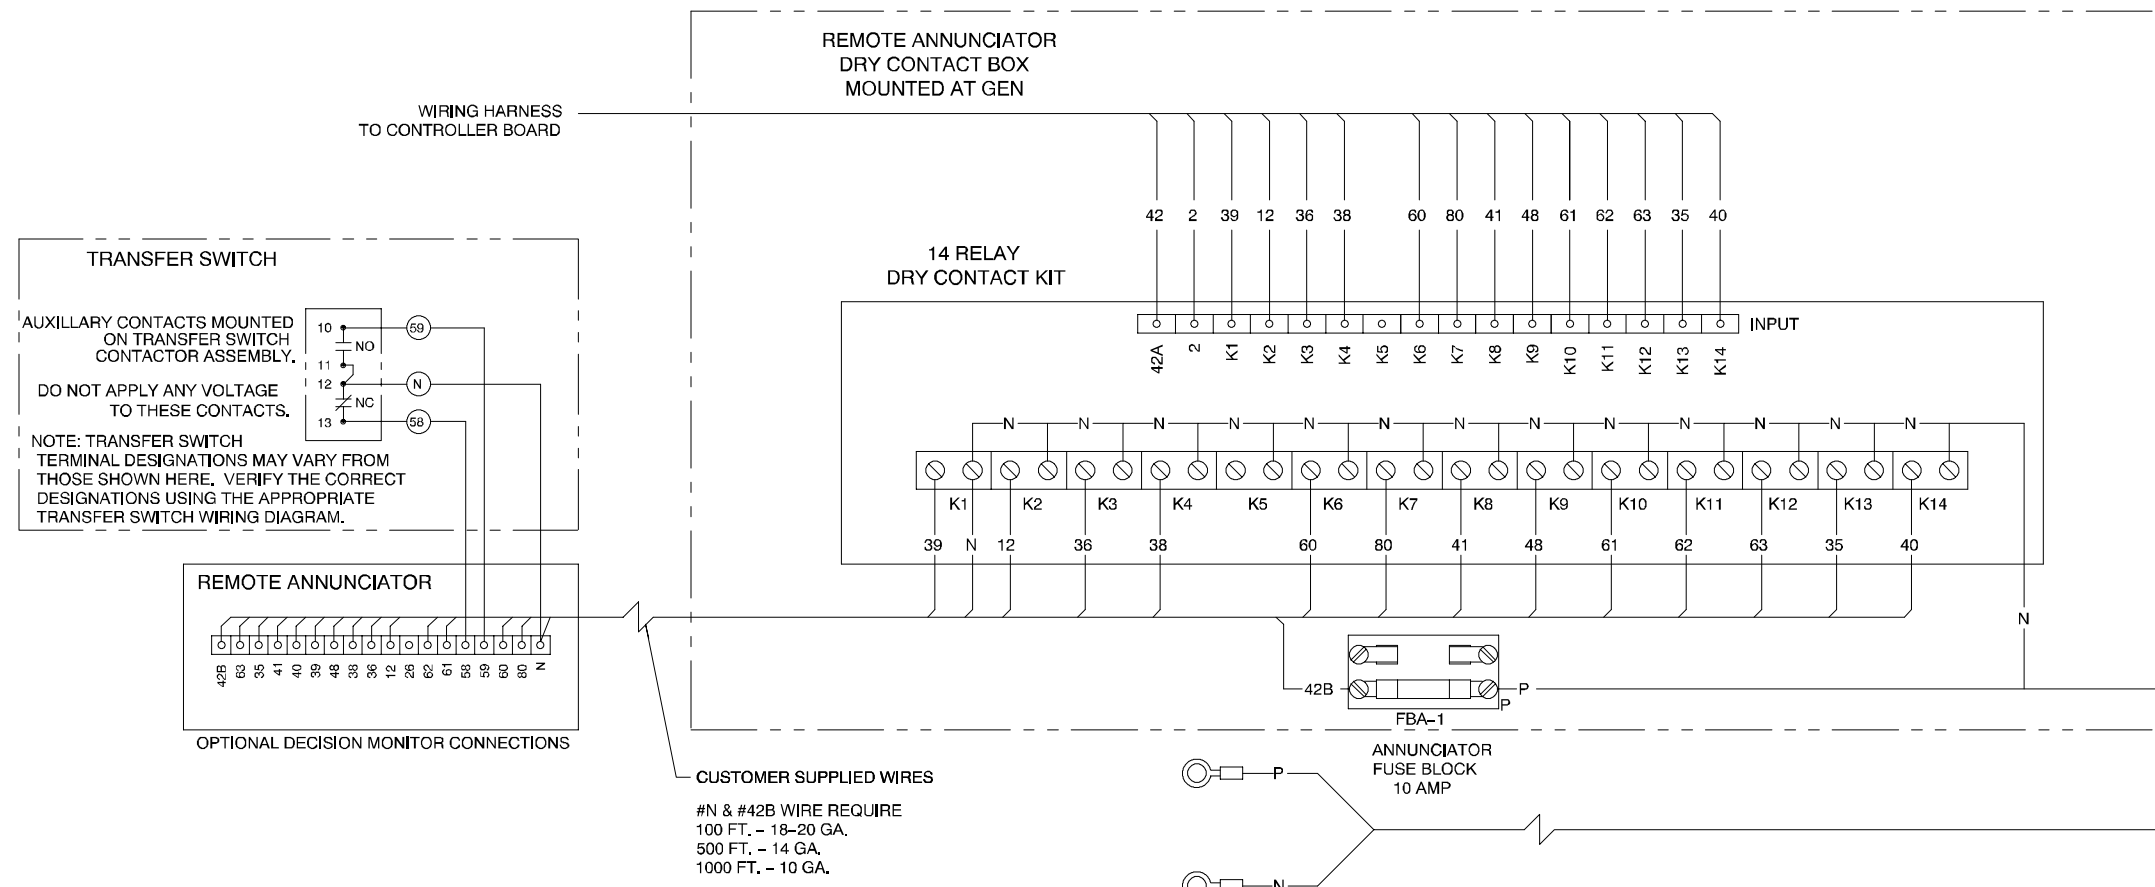 REMOTE ANNUNCIATOR
DRY CONTACT BOX
MOUNTED AT GEN
WIRING HARNESS
TO CONTROLLER BOARD
42 2 39 12 36 38 60 80 41 48 61 62 63 35 40
14 RELAY
DRY CONTACT KIT
42A 2 K1 K2 K3 K4 K5 K6 K7 K8 K9 K10 K11 K12 K13 K14
INPUT
TRANSFER SWITCH
AUXILLARY CONTACTS MOUNTED
ON TRANSFER SWITCH
CONTACTOR ASSEMBLY.
DO NOT APPLY ANY VOLTAGE
TO THESE CONTACTS.
10 59
NO
11
12 N
NC
13 58
NOTE: TRANSFER SWITCH
TERMINAL DESIGNATIONS MAY VARY FROM
THOSE SHOWN HERE. VERIFY THE CORRECT
DESIGNATIONS USING THE APPROPRIATE
TRANSFER SWITCH WIRING DIAGRAM.
N N N N N N N N N N N N N
K1 K2 K3 K4 K5 K6 K7 K8 K9 K10 K11 K12 K13 K14
39 N 12 36 38 60 80 41 48 61 62 63 35 40
N
REMOTE ANNUNCIATOR
42B 63 35 41 40 39 48 38 36 12 26 62 61 58 59 60 80 N
OPTIONAL DECISION MONITOR CONNECTIONS
42B P
P
FBA-1
ANNUNCIATOR
FUSE BLOCK
10 AMP
CUSTOMER SUPPLIED WIRES
#N & #42B WIRE REQUIRE
100 FT. - 18-20 GA.
500 FT. - 14 GA.
1000 FT. - 10 GA.
P
N